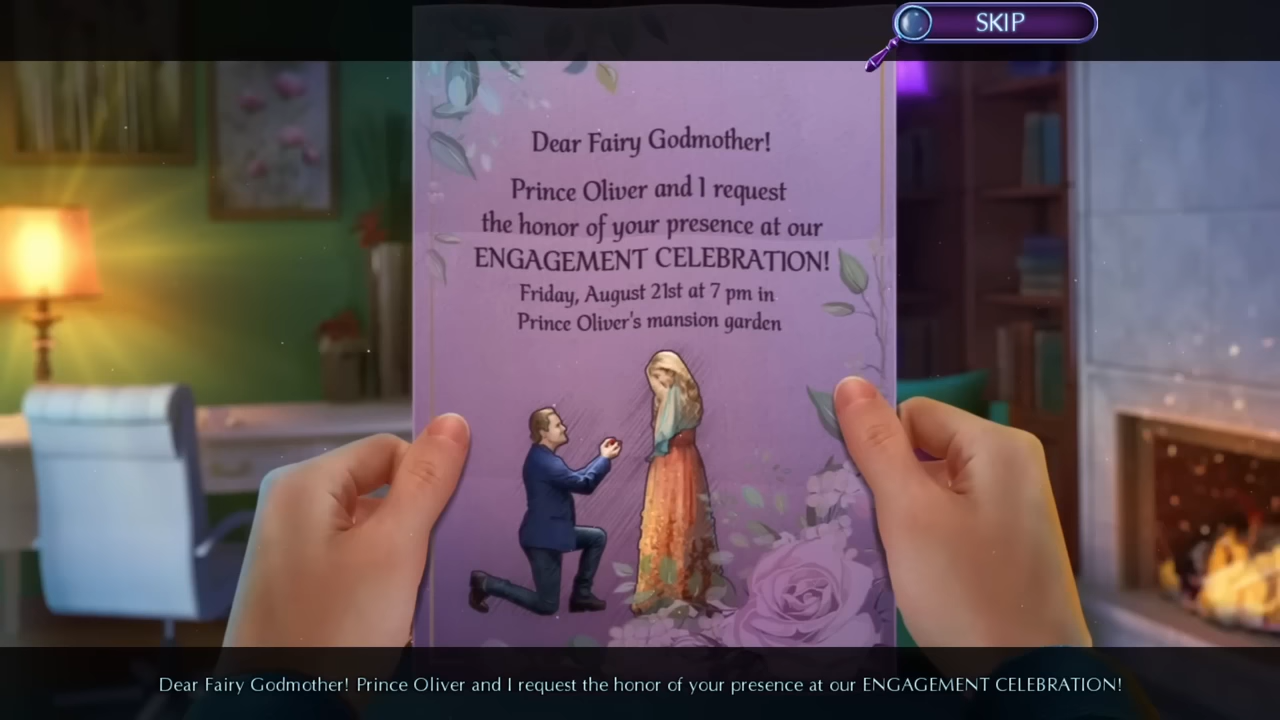 SKIP
Dear Fairy Godmother!
Prince Oliver and I request
the honor of your presence at our
ENGAGEMENT CELEBRATION!
Friday, August 21st at 7 pm in
Prince Oliver's mansion garden
Dear Fairy Godmother! Prince Oliver and I request the honor of your presence at our ENGAGEMENT CELEBRATION!